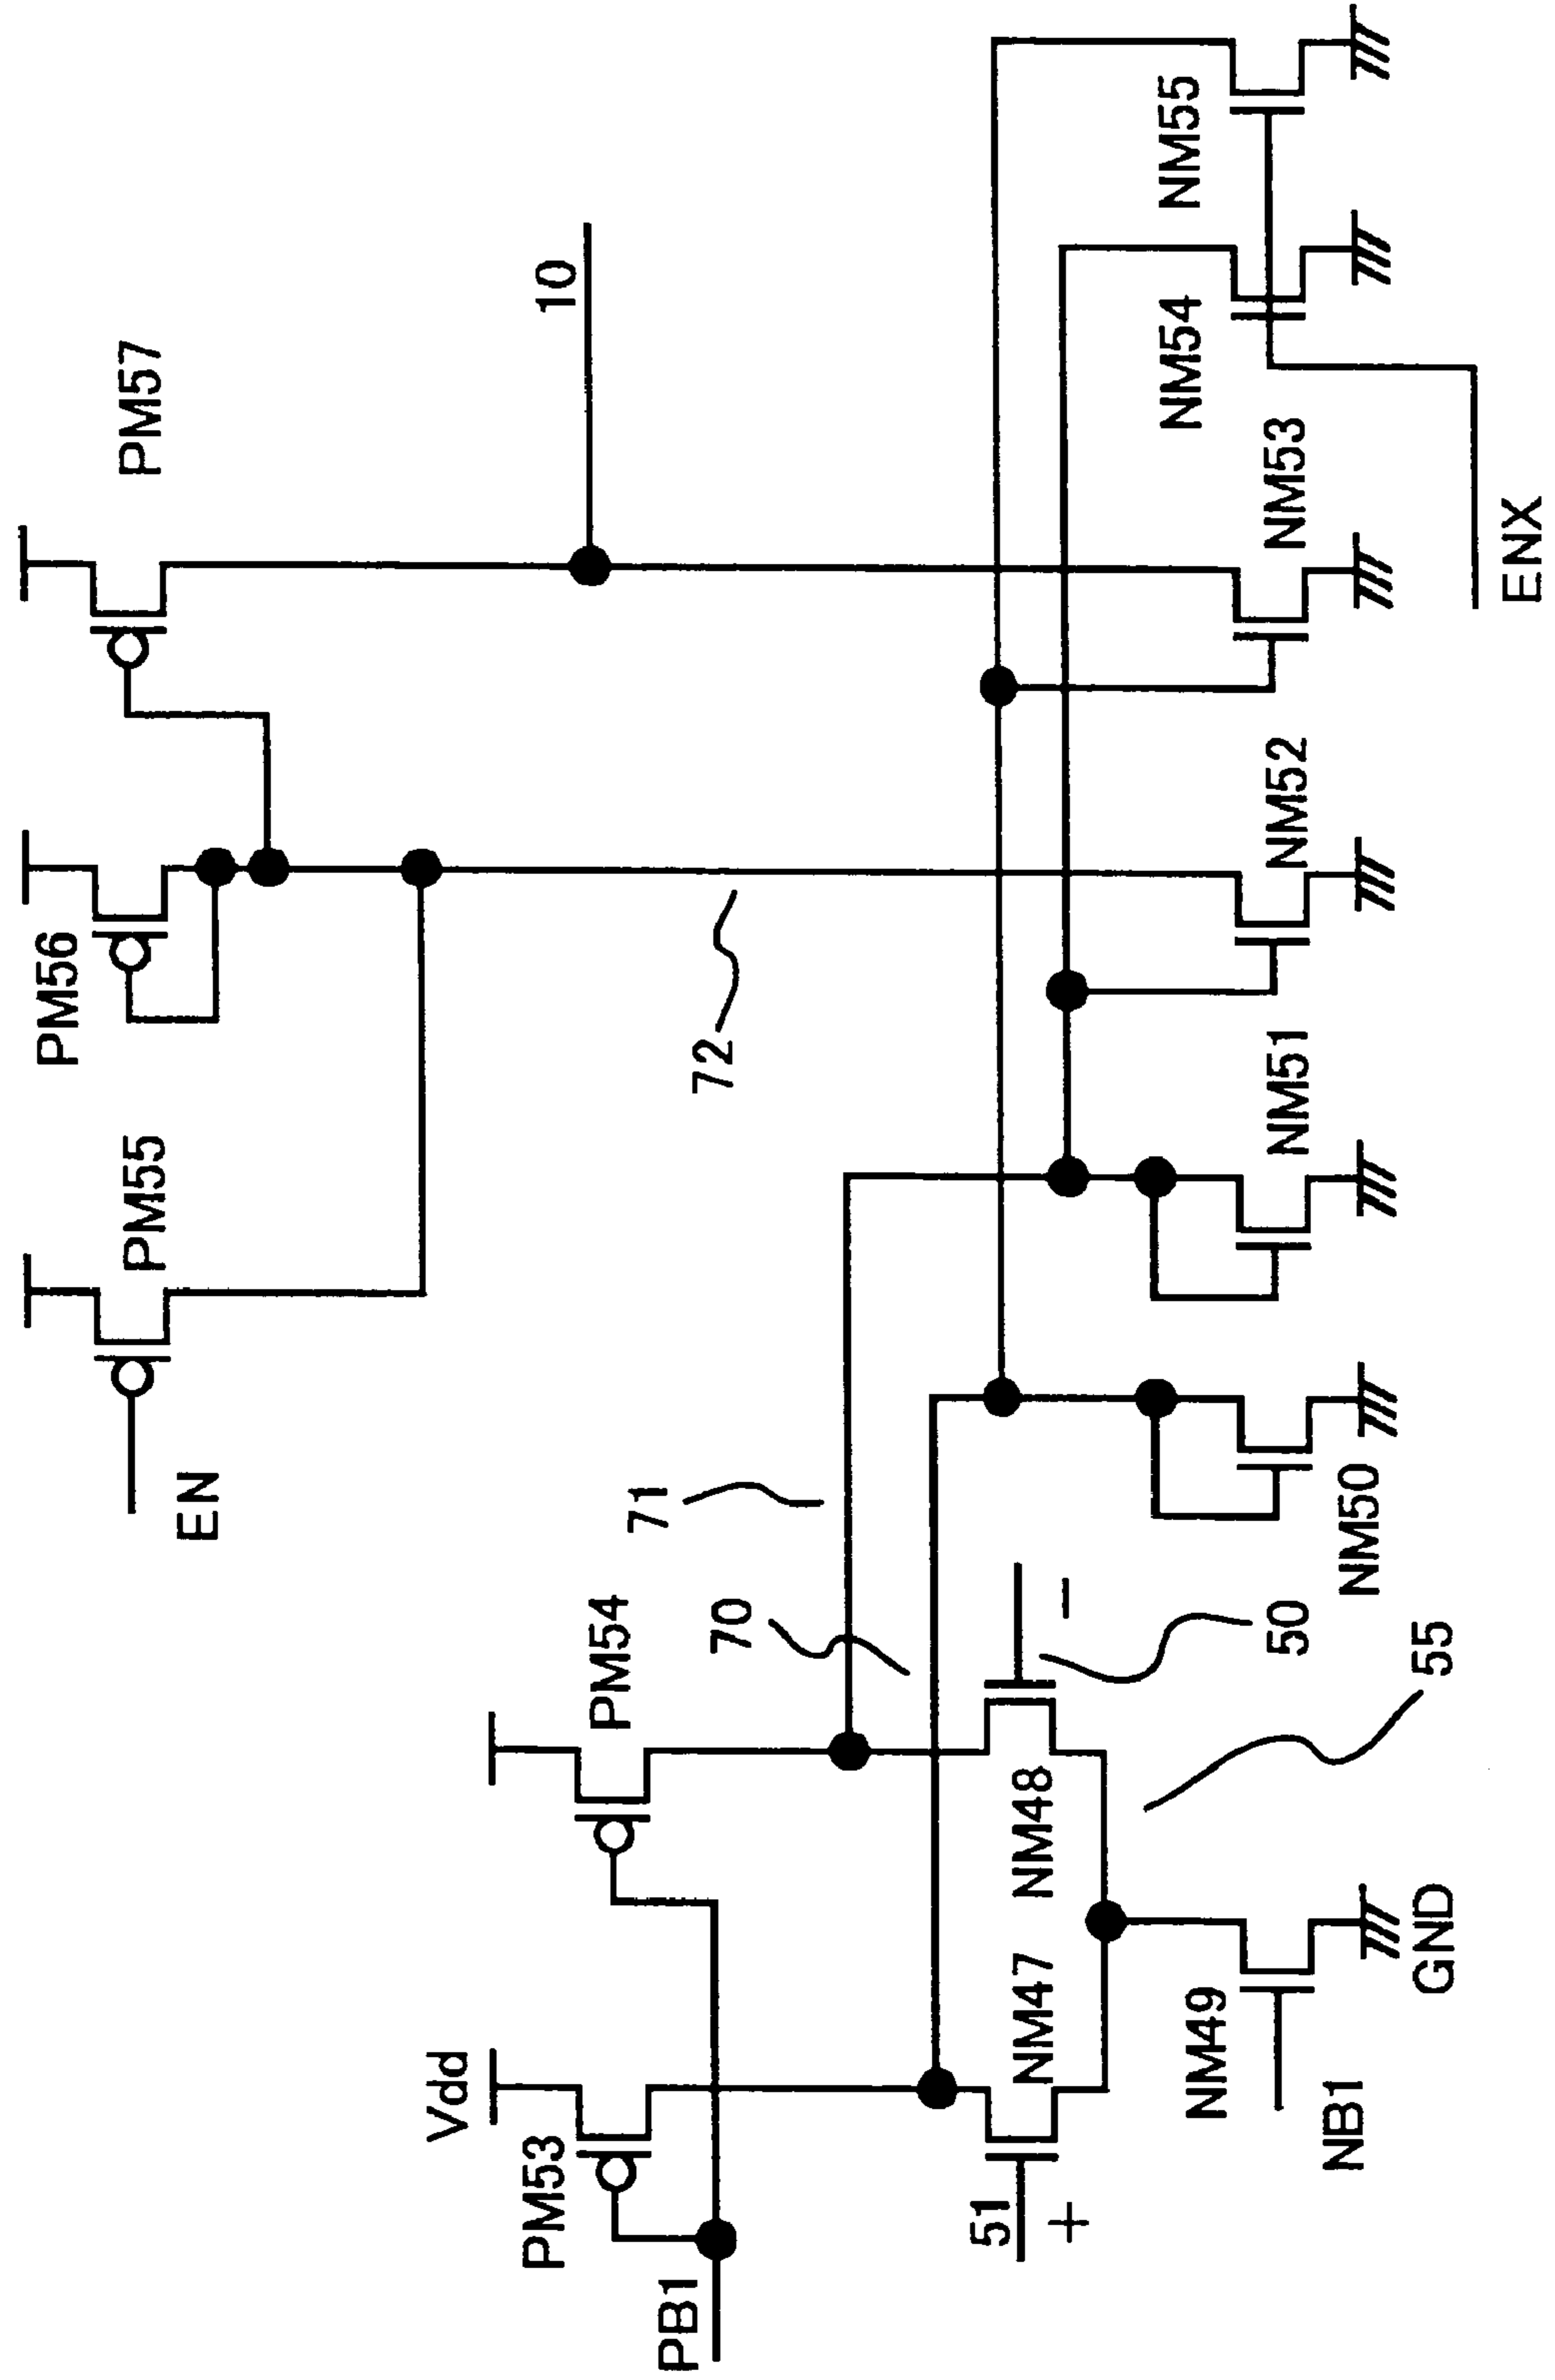 EN
PM55
PM56
PM57
10
72
71
70
Vdd
PM53
PM54
PB1
51
+
NM47
NM48
−
50
55
NM49
NB1
GND
NM50
NM51
NM52
NM53
NM54
NM55
ENX